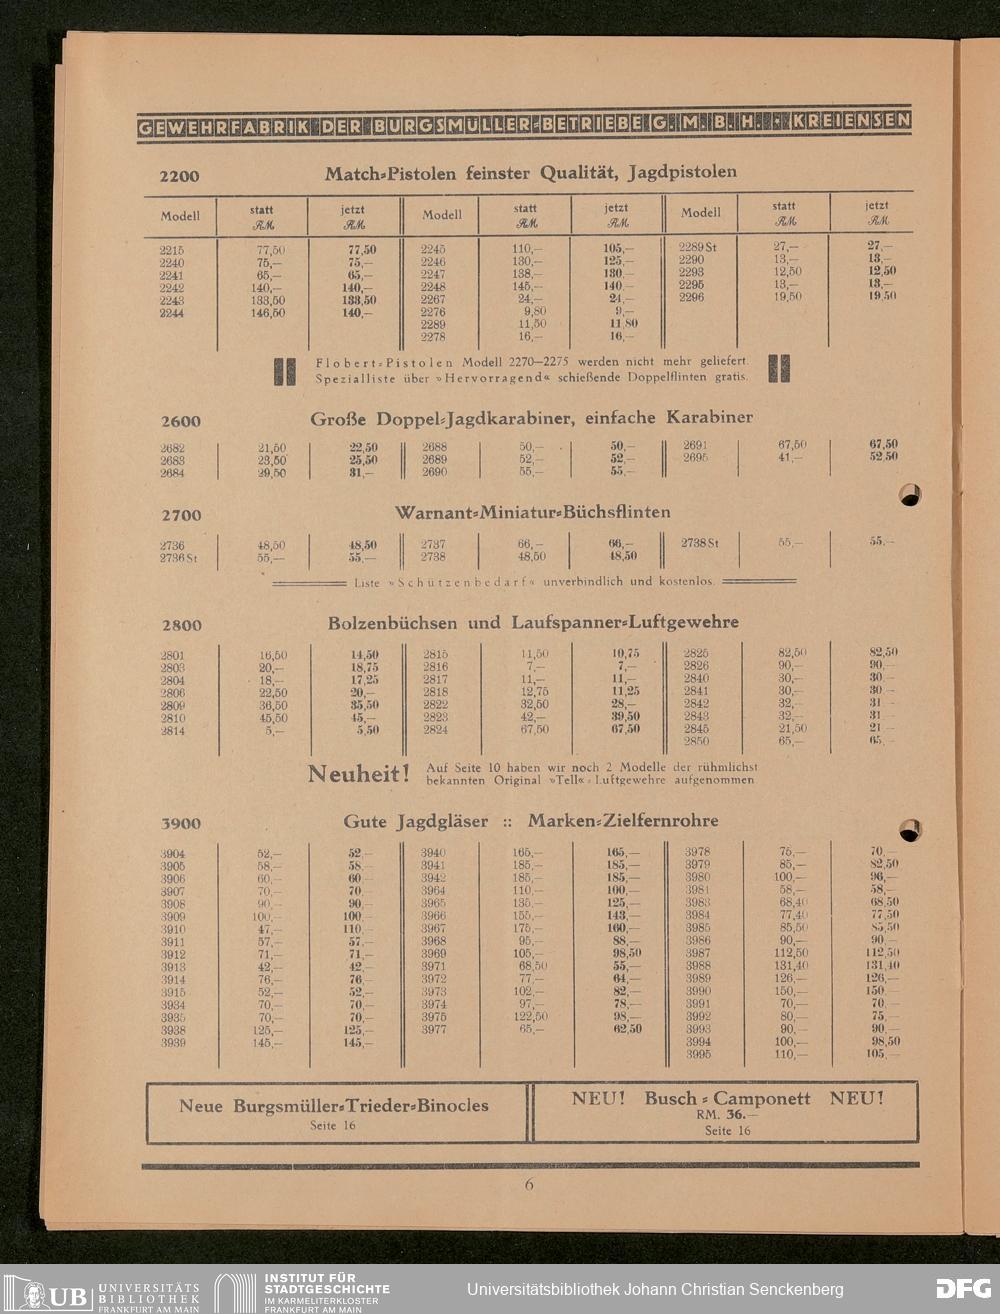 GEWEHRFABRIK DER BURGSMÜLLER=BETRIEBE G. M. B. H. * KREIENSEN
2200 Match=Pistolen feinster Qualität, Jagdpistolen
Modell statt RM. jetzt RM. Modell statt RM. jetzt RM. Modell statt RM. jetzt RM.
2215 77,50 77,50 2245 110,— 105,— 2289 St 27,— 27,—
2240 75,— 75,— 2246 130,— 125,— 2290 13,— 13,—
2241 65,— 65,— 2247 138,— 130,— 2293 12,50 12,50
2242 140,— 140,— 2248 145,— 140,— 2295 13,— 13,—
2243 133,50 133,50 2267 24,— 24,— 2296 19,50 19,50
2244 146,50 140,— 2276 9,80 9,—
2289 11,50 11,80
2278 16,— 16,—
Flobert=Pistolen Modell 2270—2275 werden nicht mehr geliefert.
Spezialliste über »Hervorragend« schießende Doppelflinten gratis.
2600 Große Doppel=Jagdkarabiner, einfache Karabiner
2682 21,50 22,50 2688 50,— 50,— 2691 67,50 67,50
2683 23,50 25,50 2689 52,— 52,— 2695 41,— 52,50
2684 29,50 31,— 2690 55,— 55,—
2700 Warnant=Miniatur=Büchsflinten
2736 48,50 48,50 2737 66,— 66,— 2738 St 55,— 55,—
2736 St 55,— 55,— 2738 48,50 48,50
Liste »Schützenbedarf« unverbindlich und kostenlos.
2800 Bolzenbüchsen und Laufspanner=Luftgewehre
2801 16,50 14,50 2815 11,50 10,75 2825 82,50 82,50
2803 20,— 18,75 2816 7,— 7,— 2826 90,— 90,—
2804 18,— 17,25 2817 11,— 11,— 2840 30,— 30,—
2806 22,50 20,— 2818 12,75 11,25 2841 30,— 30,—
2809 36,50 35,50 2822 32,50 28,— 2842 32,— 31,—
2810 45,50 45,— 2823 42,— 39,50 2843 32,— 31,—
2814 5,— 5,50 2824 67,50 67,50 2845 21,50 21,—
2850 65,— 65,—
Neuheit! Auf Seite 10 haben wir noch 2 Modelle der rühmlichst
bekannten Original »Tell«=Luftgewehre aufgenommen
3900 Gute Jagdgläser :: Marken=Zielfernrohre
3904 52,— 52,— 3940 165,— 165,— 3978 75,— 70,—
3905 58,— 58,— 3941 185,— 185,— 3979 85,— 82,50
3906 60,— 60,— 3942 185,— 185,— 3980 100,— 96,—
3907 70,— 70,— 3964 110,— 100,— 3981 58,— 58,—
3908 90,— 90,— 3965 135,— 125,— 3983 68,40 68,50
3909 100,— 100,— 3966 155,— 143,— 3984 77,40 77,50
3910 47,— 110,— 3967 175,— 160,— 3985 85,50 85,50
3911 57,— 57,— 3968 95,— 88,— 3986 90,— 90,—
3912 71,— 71,— 3969 105,— 98,50 3987 112,50 112,50
3913 42,— 42,— 3971 68,50 55,— 3988 131,40 131,40
3914 76,— 76,— 3972 77,— 64,— 3989 126,— 126,—
3915 52,— 52,— 3973 102,— 82,— 3990 150,— 150,—
3934 70,— 70,— 3974 97,— 78,— 3991 70,— 70,—
3935 70,— 70,— 3975 122,50 98,— 3992 80,— 75,—
3938 125,— 125,— 3977 65,— 62,50 3993 90,— 90,—
3939 145,— 145,— 3994 100,— 98,50
3995 110,— 105,—
Neue Burgsmüller=Trieder=Binocles
Seite 16
NEU! Busch=Camponett NEU!
RM. 36.—
Seite 16
6
UB UNIVERSITÄTS
BIBLIOTHEK
FRANKFURT AM MAIN
INSTITUT FÜR
STADTGESCHICHTE
IM KARMELITERKLOSTER
FRANKFURT AM MAIN
Universitätsbibliothek Johann Christian Senckenberg
DFG